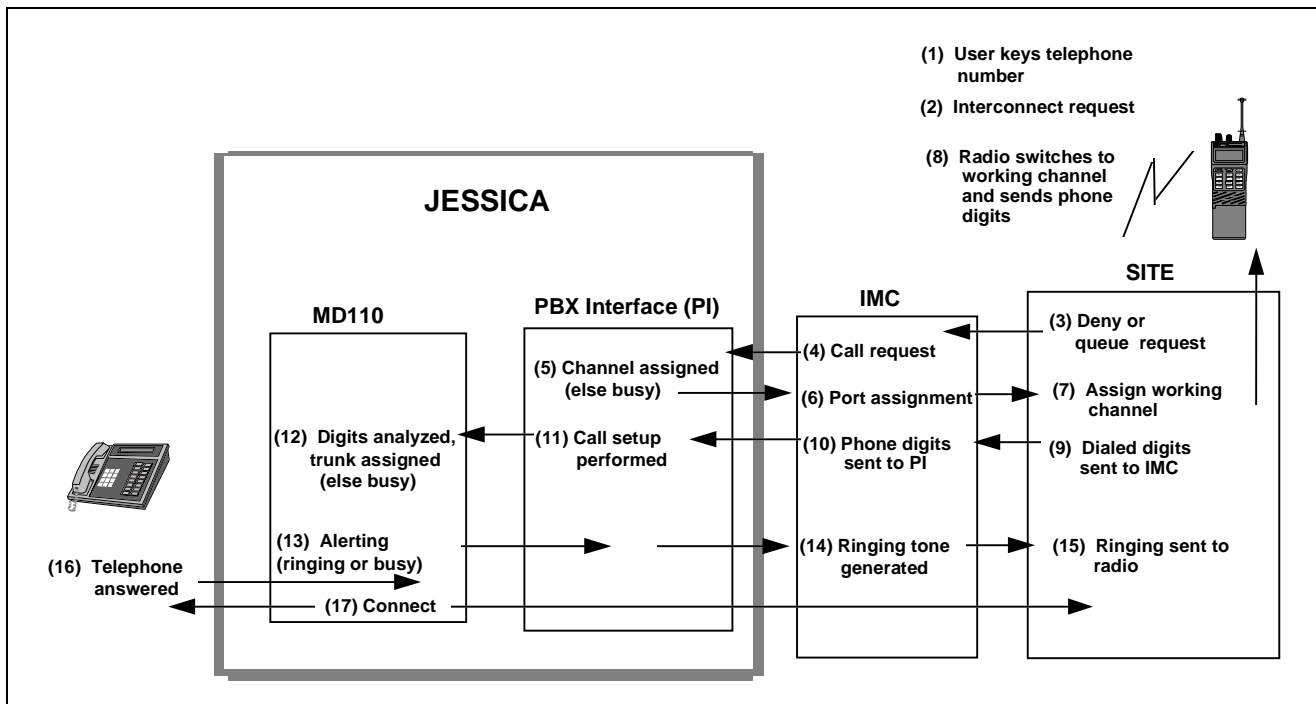 (1) User keys telephone
number
(2) Interconnect request
(8) Radio switches to
working channel
and sends phone
digits
JESSICA
SITE
IMC
PBX Interface (PI)
MD110
(3) Deny or
queue request
(4) Call request
(5) Channel assigned
(else busy)
(6) Port assignment
(7) Assign working
channel
(12) Digits analyzed,
trunk assigned
(else busy)
(11) Call setup
performed
(10) Phone digits
sent to PI
(9) Dialed digits
sent to IMC
(13) Alerting
(ringing or busy)
(14) Ringing tone
generated
(15) Ringing sent to
radio
(16) Telephone
answered
(17) Connect